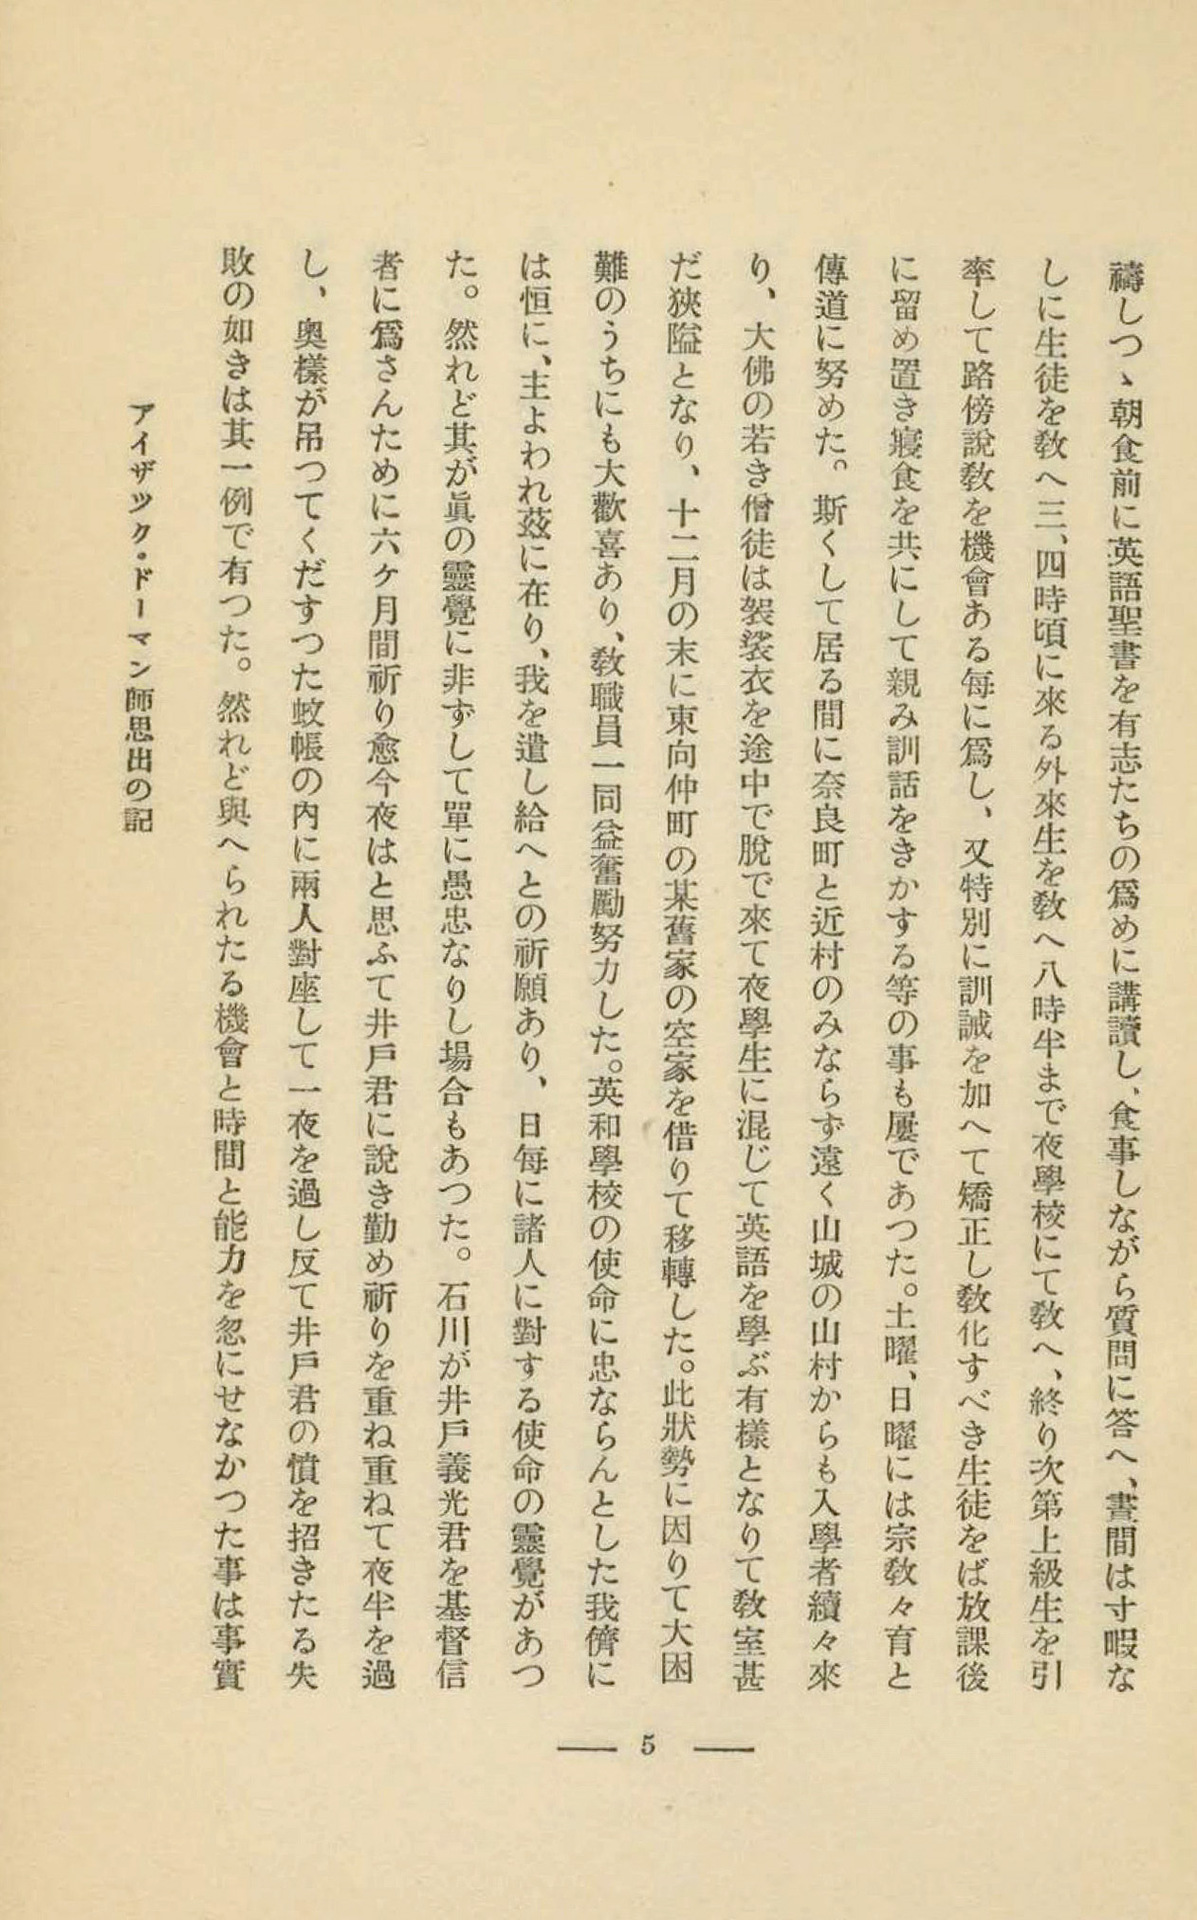 禱しつゝ朝食前に英語聖書を有志たちの爲めに講讀し、食事しながら質問に答へ、晝間は寸暇な
しに生徒を敎へ三、四時頃に來る外來生を敎へ八時半まで夜學校にて敎へ、終り次第上級生を引
率して路傍說敎を機會ある每に爲し、又特別に訓誡を加へて矯正し敎化すべき生徒をば放課後
に留め置き寢食を共にして親み訓話をきかする等の事も屢であつた。土曜、日曜には宗敎々育と
傳道に努めた。斯くして居る間に奈良町と近村のみならず遠く山城の山村からも入學者續々來
り、大佛の若き僧徒は袈裟衣を途中で脫で來て夜學生に混じて英語を學ぶ有樣となりて敎室甚
だ狹隘となり、十二月の末に東向仲町の某舊家の空家を借りて移轉した。此狀勢に因りて大困
難のうちにも大歡喜あり、敎職員一同益奮勵努力した。英和學校の使命に忠ならんとした我儕に
は恒に、主よわれ茲に在り、我を遣し給へとの祈願あり、日每に諸人に對する使命の靈覺があつ
た。然れど其が眞の靈覺に非ずして單に愚忠なりし場合もあつた。石川が井戶義光君を基督信
者に爲さんために六ケ月間祈り愈今夜はと思ふて井戶君に說き勤め祈りを重ね重ねて夜半を過
し、奧樣が吊つてくだすつた蚊帳の內に兩人對座して一夜を過し反て井戶君の憤を招きたる失
敗の如きは其一例で有つた。然れど與へられたる機會と時間と能力を忽にせなかつた事は事實
アイザック・ドーマン師思出の記
5